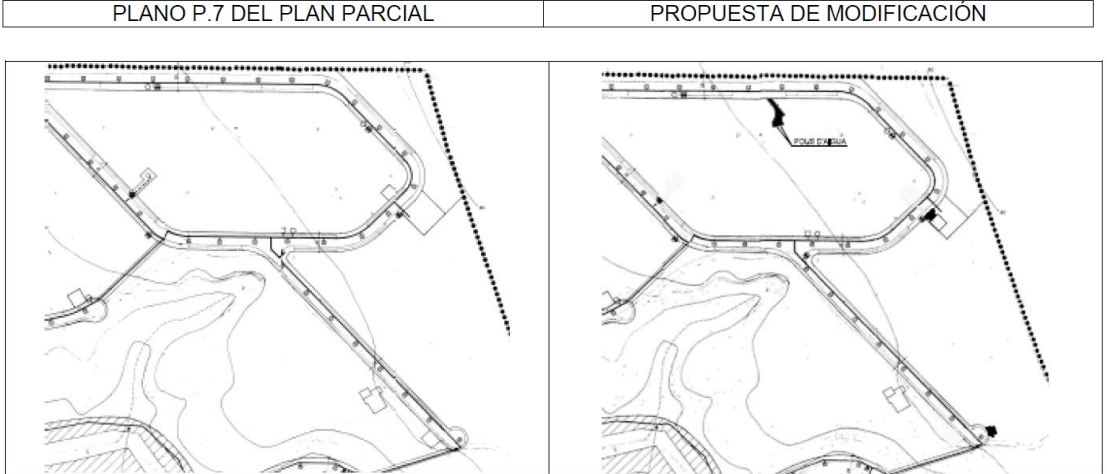 PLANO P.7 DEL PLAN PARCIAL
PROPUESTA DE MODIFICACIÓN
POUS D'AIGUA